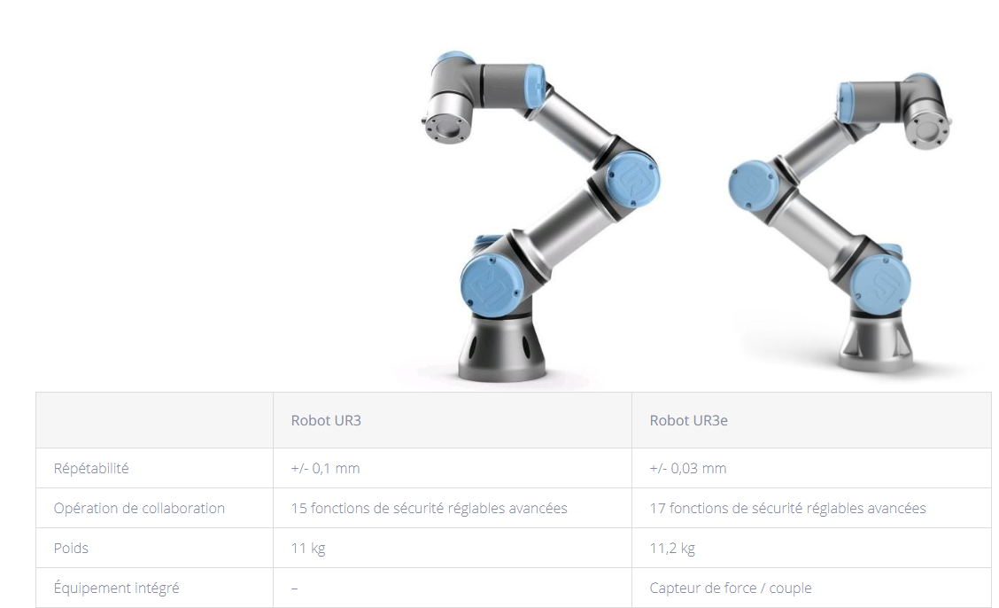 Robot UR3 Robot UR3e
Répétabilité +/- 0,1 mm +/- 0,03 mm
Opération de collaboration 15 fonctions de sécurité réglables avancées 17 fonctions de sécurité réglables avancées
Poids 11 kg 11,2 kg
Équipement intégré – Capteur de force / couple